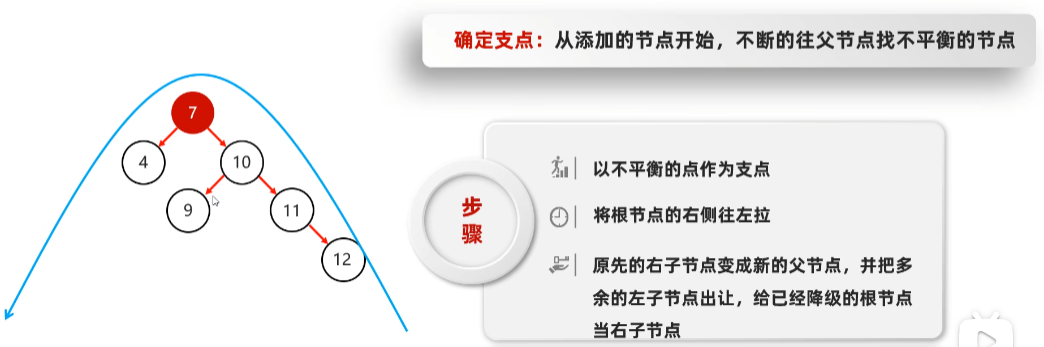 确定支点：从添加的节点开始，不断的往父节点找不平衡的节点
7
4
10
9
11
12
步
骤
以不平衡的点作为支点
将根节点的右侧往左拉
原先的右子节点变成新的父节点，并把多
余的左子节点出让，给已经降级的根节点
当右子节点